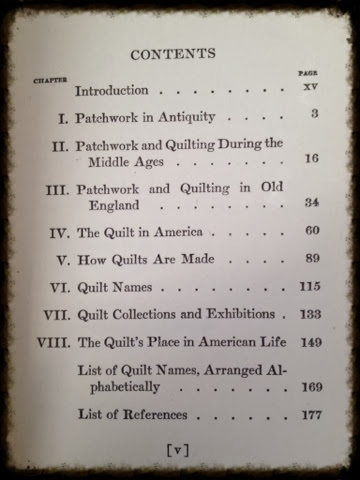 CONTENTS
CHAPTER PAGE
Introduction . . . . . . . . XV
I. Patchwork in Antiquity . . . . 3
II. Patchwork and Quilting During the
Middle Ages . . . . . . . 16
III. Patchwork and Quilting in Old
England . . . . . . . . 34
IV. The Quilt in America . . . . . 60
V. How Quilts Are Made . . . . . 89
VI. Quilt Names . . . . . . . 115
VII. Quilt Collections and Exhibitions . 133
VIII. The Quilt's Place in American Life 149
List of Quilt Names, Arranged Al-
phabetically . . . . . . . 169
List of References . . . . . . 177
[v]